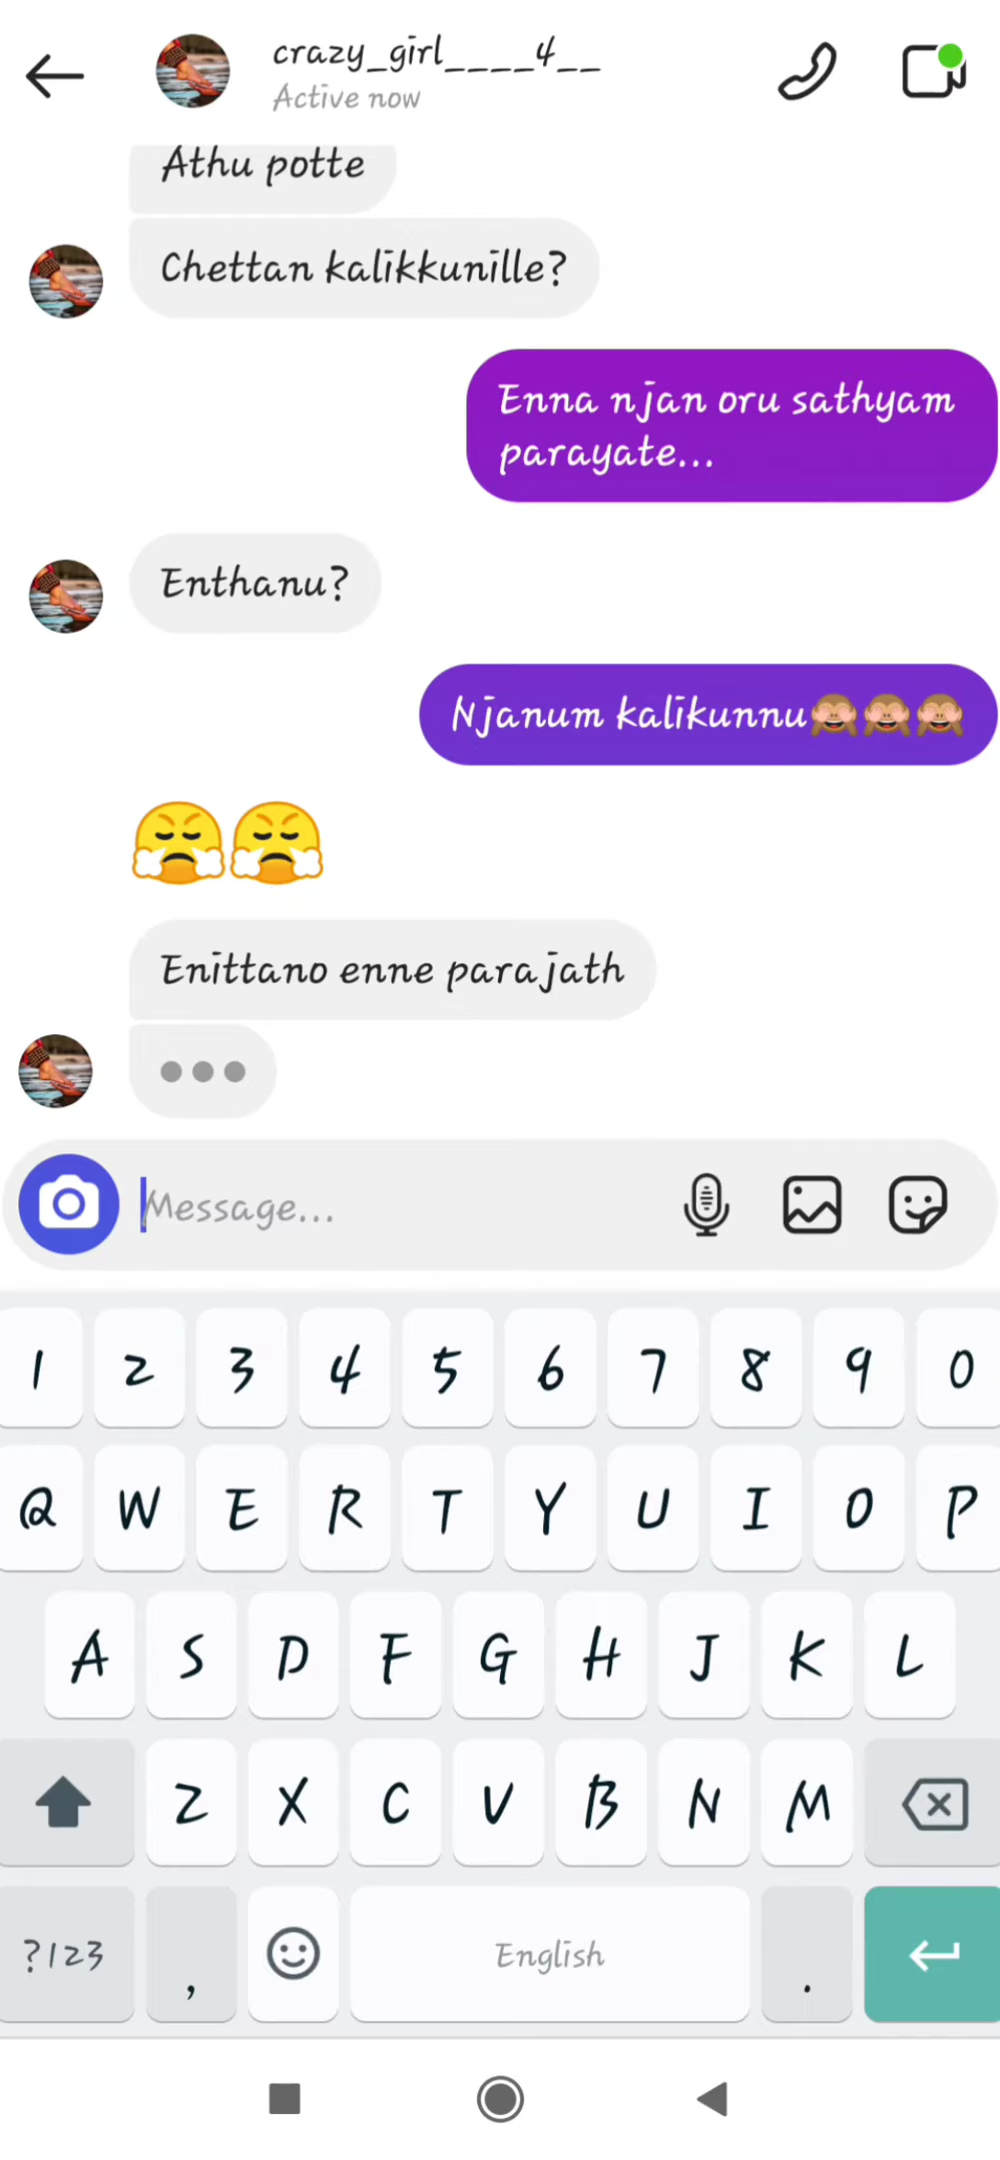 crazy_girl____4__
Active now
Athu potte
Chettan kalikkunille?
Enna njan oru sathyam
parayate...
Enthanu?
Njanum kalikunnu🙈🙈🙈
😤😤
Enittano enne parajath
Message...
1 2 3 4 5 6 7 8 9 0
Q W E R T Y U I O P
A S D F G H J K L
Z X C V B N M
?123 , English .